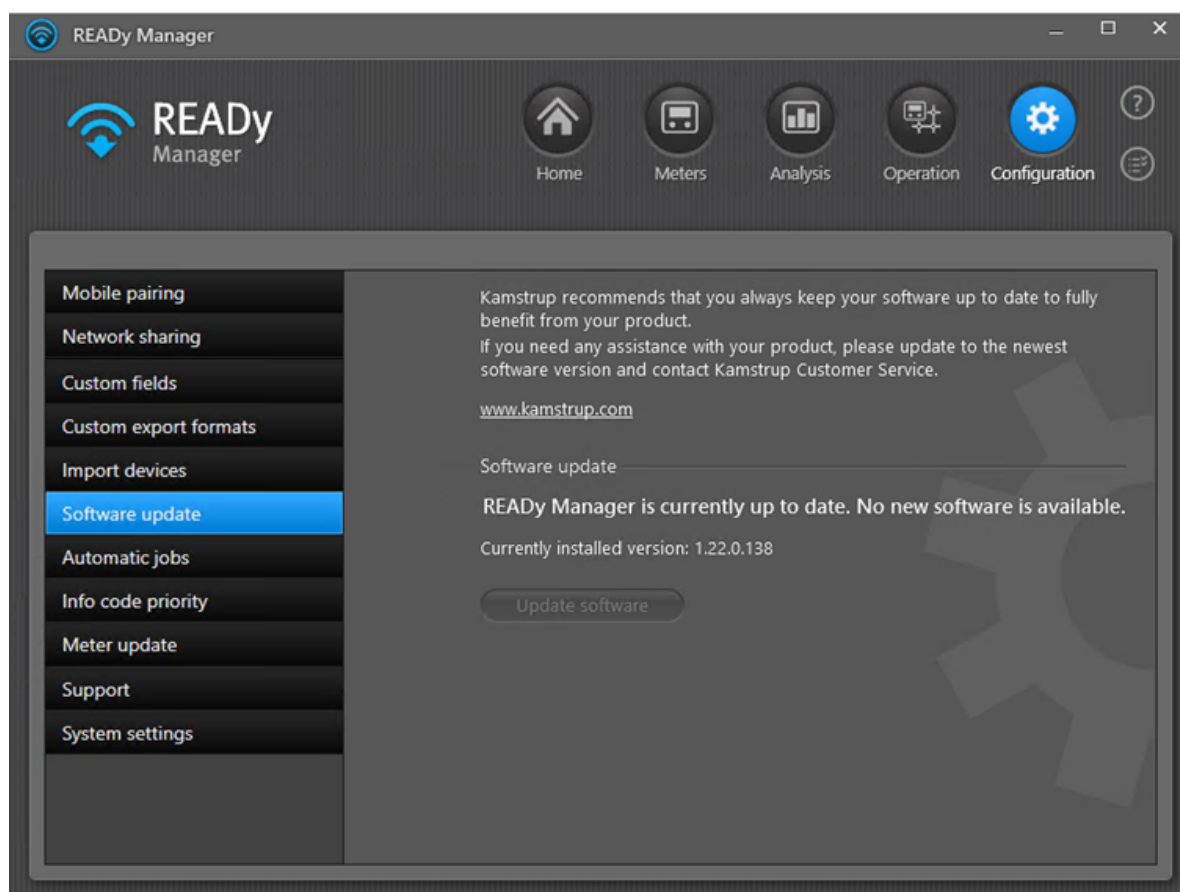 READy Manager
READy
Manager
Home
Meters
Analysis
Operation
Configuration
?
Mobile pairing
Network sharing
Custom fields
Custom export formats
Import devices
Software update
Automatic jobs
Info code priority
Meter update
Support
System settings
Kamstrup recommends that you always keep your software up to date to fully
benefit from your product.
If you need any assistance with your product, please update to the newest
software version and contact Kamstrup Customer Service.
www.kamstrup.com
Software update
READy Manager is currently up to date. No new software is available.
Currently installed version: 1.22.0.138
Update software